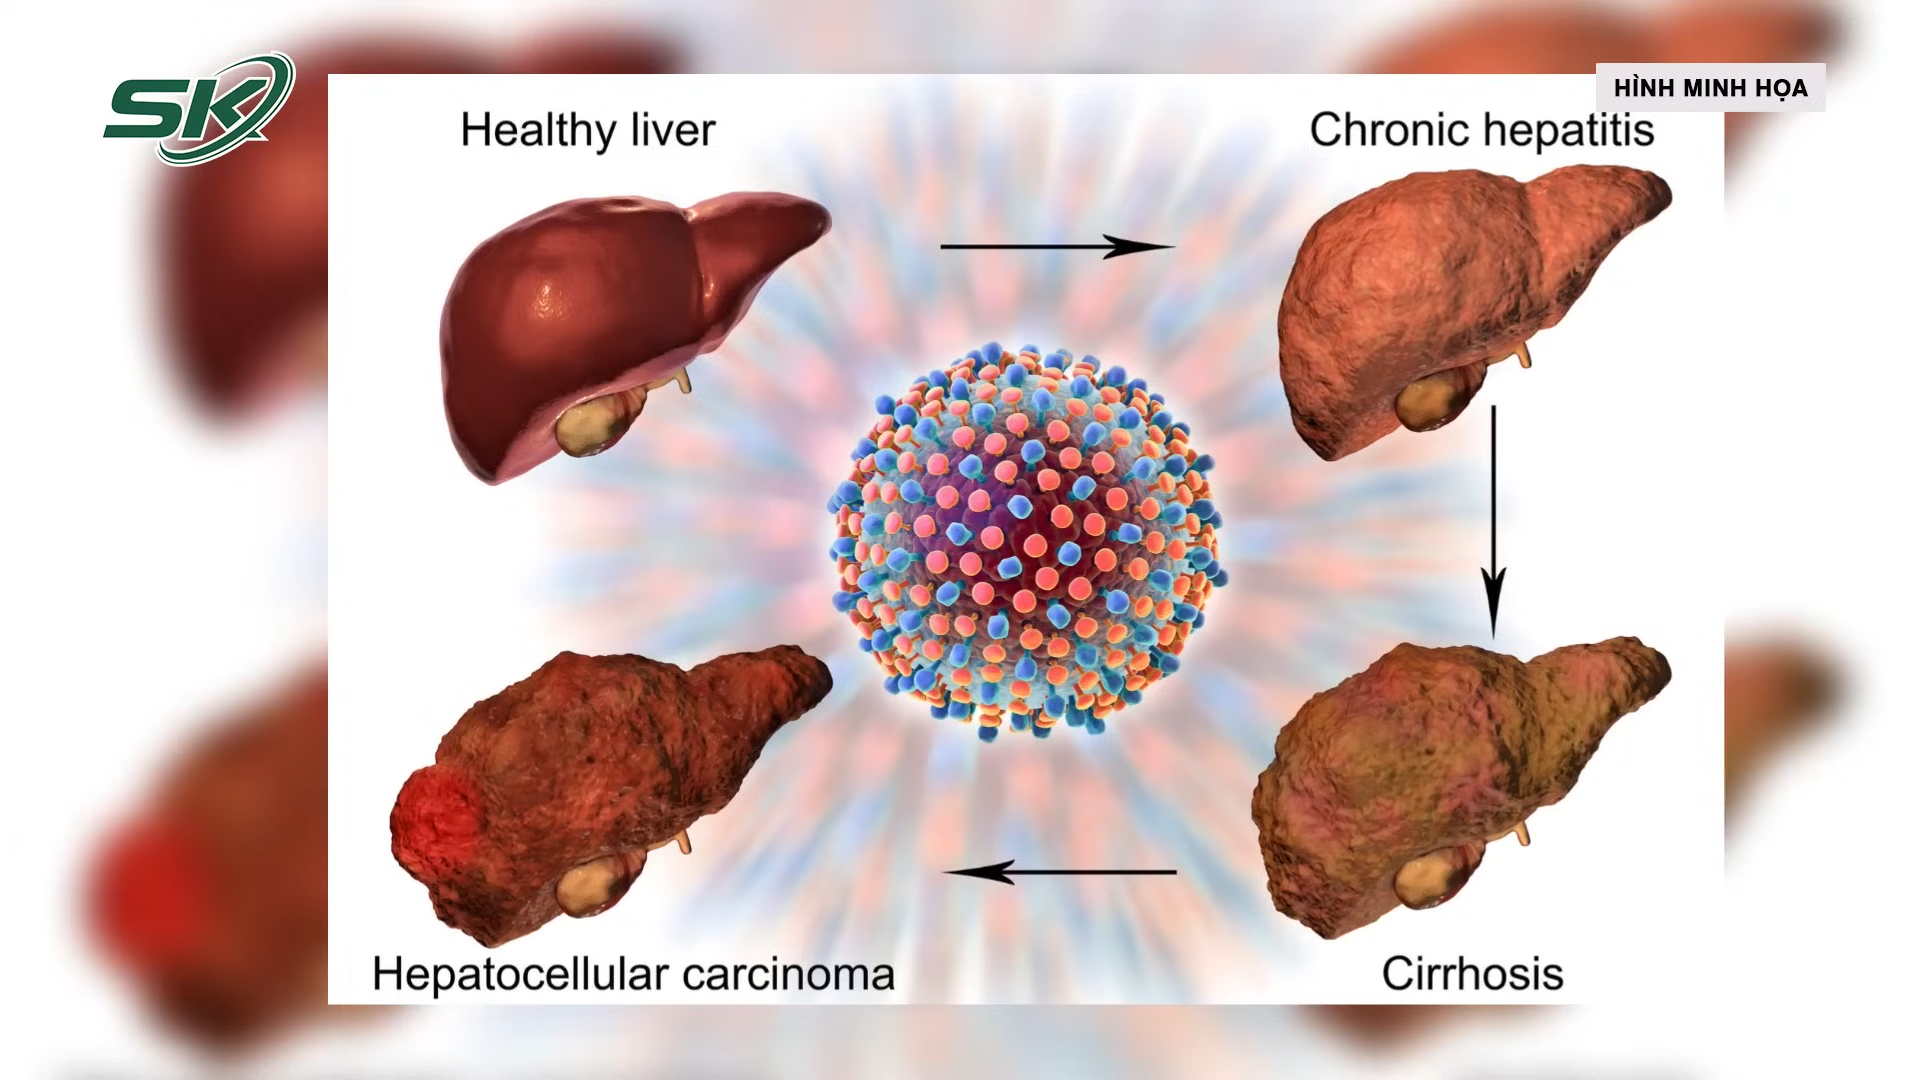 SK
HÌNH MINH HỌA
Healthy liver
Chronic hepatitis
Hepatocellular carcinoma
Cirrhosis